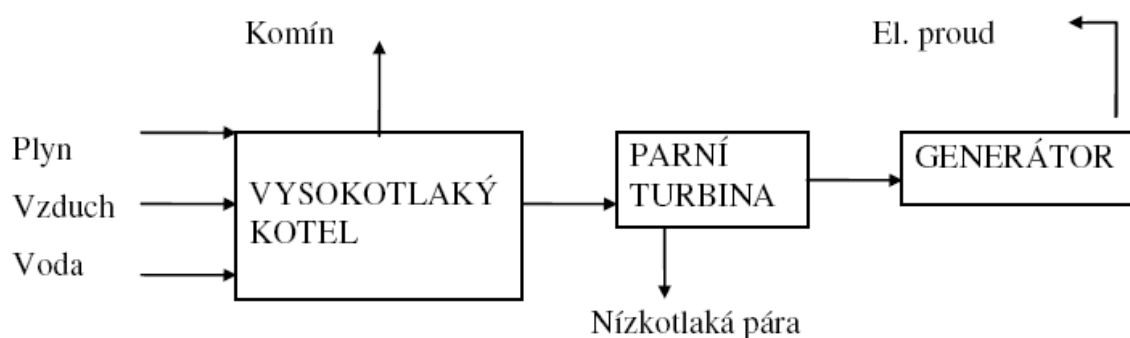 Komín
El. proud
Plyn
Vzduch
Voda
VYSOKOTLAKÝ
KOTEL
PARNÍ
TURBINA
GENERÁTOR
Nízkotlaká pára